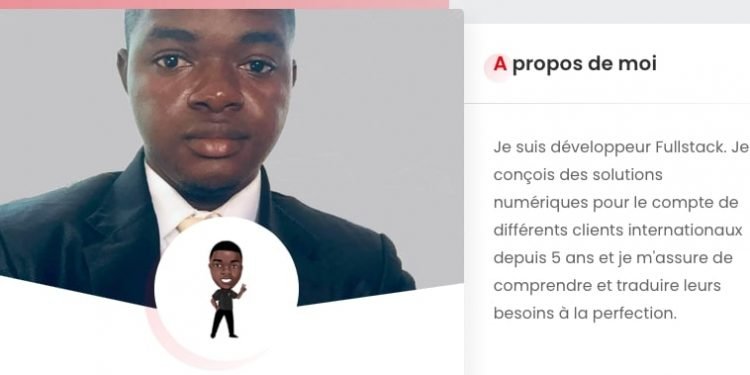 A propos de moi
Je suis développeur Fullstack. Je
conçois des solutions
numériques pour le compte de
différents clients internationaux
depuis 5 ans et je m'assure de
comprendre et traduire leurs
besoins à la perfection.